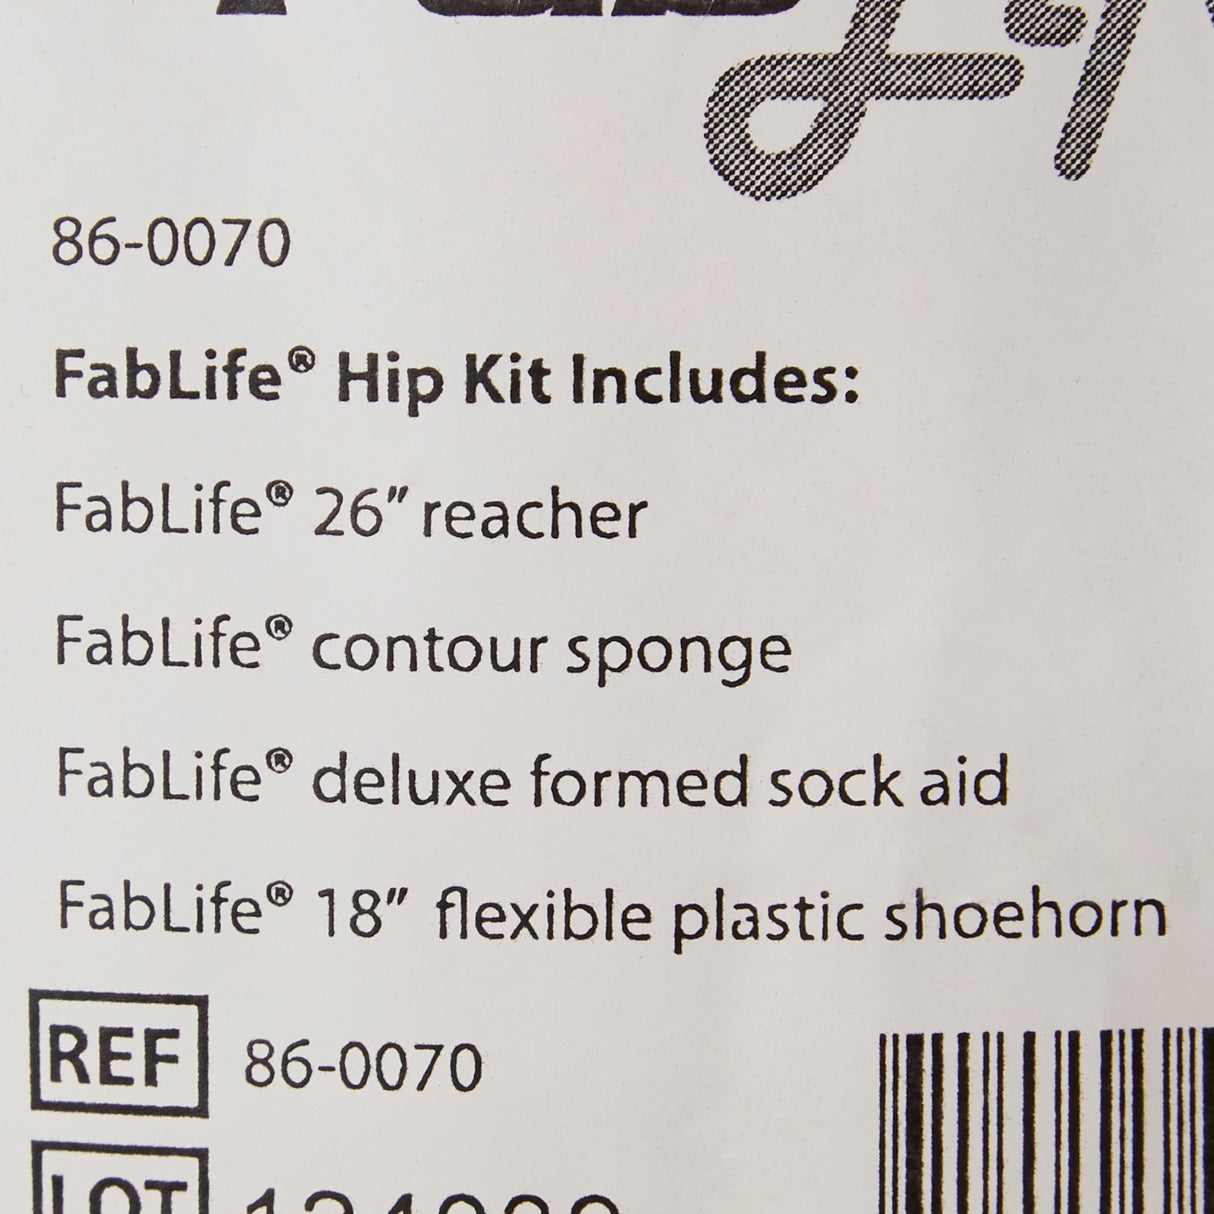 86-0070
FabLife® Hip Kit Includes:
FabLife® 26” reacher
FabLife® contour sponge
FabLife® deluxe formed sock aid
FabLife® 18” flexible plastic shoehorn
REF 86-0070
LOT